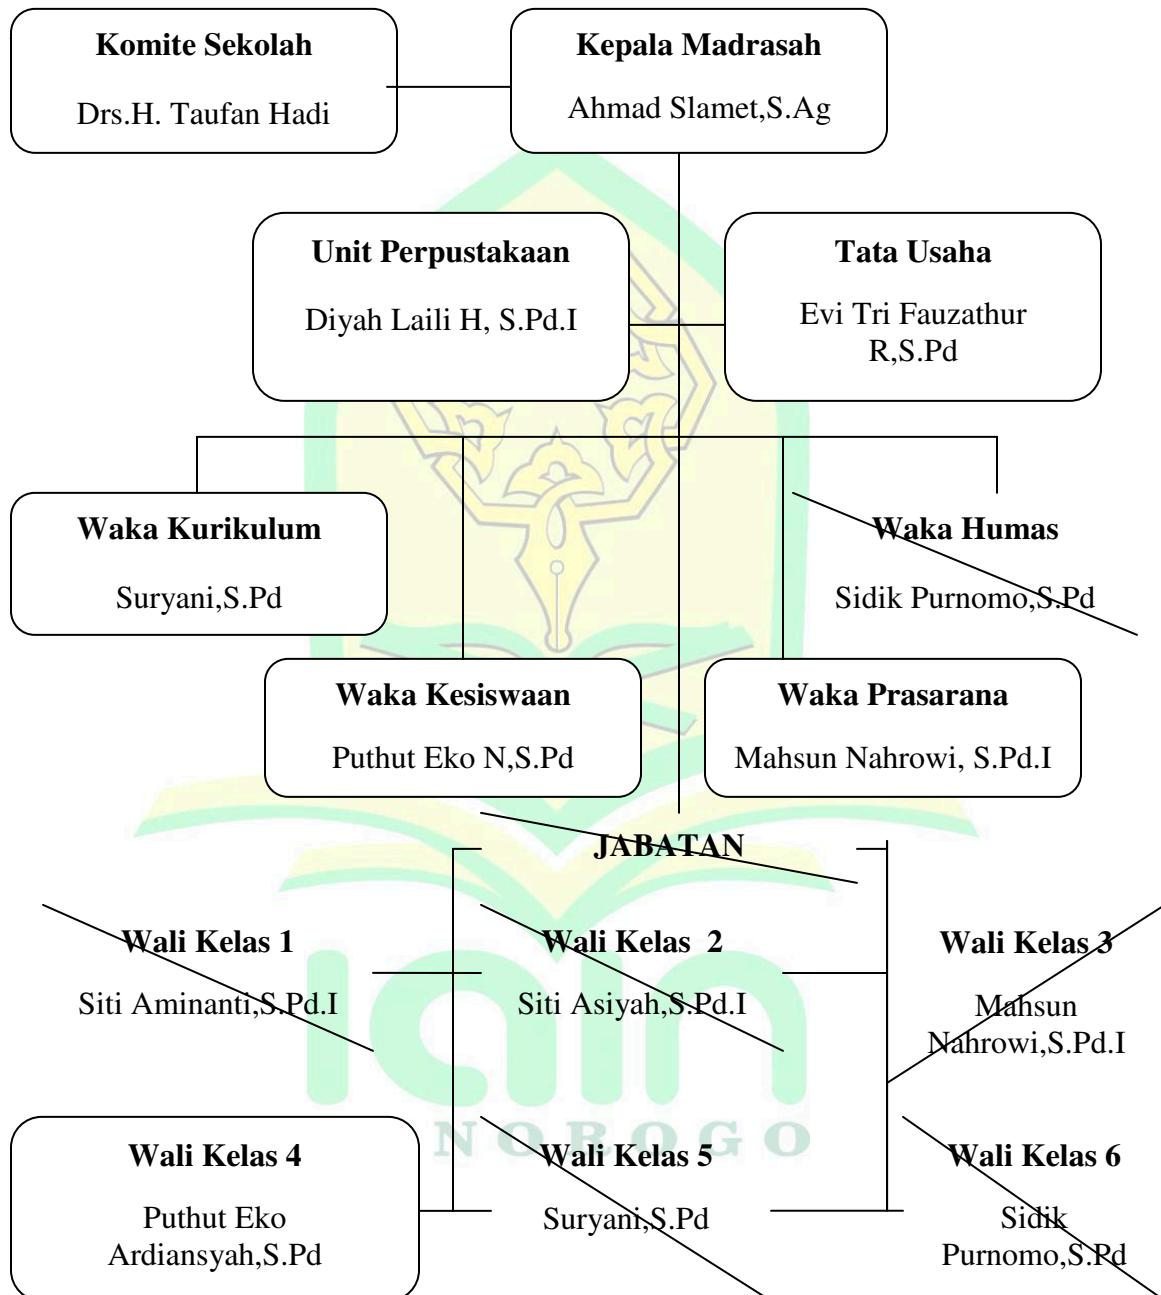 Komite Sekolah
Drs.H. Taufan Hadi
Kepala Madrasah
Ahmad Slamet,S.Ag
Unit Perpustakaan
Diyah Laili H, S.Pd.I
Tata Usaha
Evi Tri Fauzathur
R,S.Pd
Waka Kurikulum
Suryani,S.Pd
Waka Humas
Sidik Purnomo,S.Pd
Waka Kesiswaan
Puthut Eko N,S.Pd
Waka Prasarana
Mahsun Nahrowi, S.Pd.I
JABATAN
Wali Kelas 1
Siti Aminanti,S.Pd.I
Wali Kelas 2
Siti Asiyah,S.Pd.I
Wali Kelas 3
Mahsun
Nahrowi,S.Pd.I
iain
NOROGO
Wali Kelas 4
Puthut Eko
Ardiansyah,S.Pd
Wali Kelas 5
Suryani,S.Pd
Wali Kelas 6
Sidik
Purnomo,S.Pd